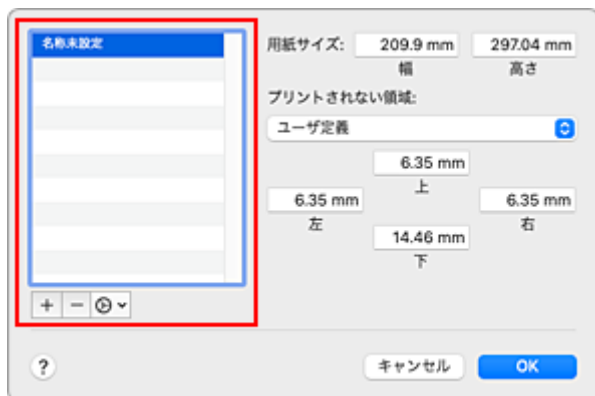 名称未設定
用紙サイズ: 209.9 mm 297.04 mm
幅 高さ
プリントされない領域:
ユーザ定義
6.35 mm
上
6.35 mm 6.35 mm
左 右
14.46 mm
下
+ −
? キャンセル OK